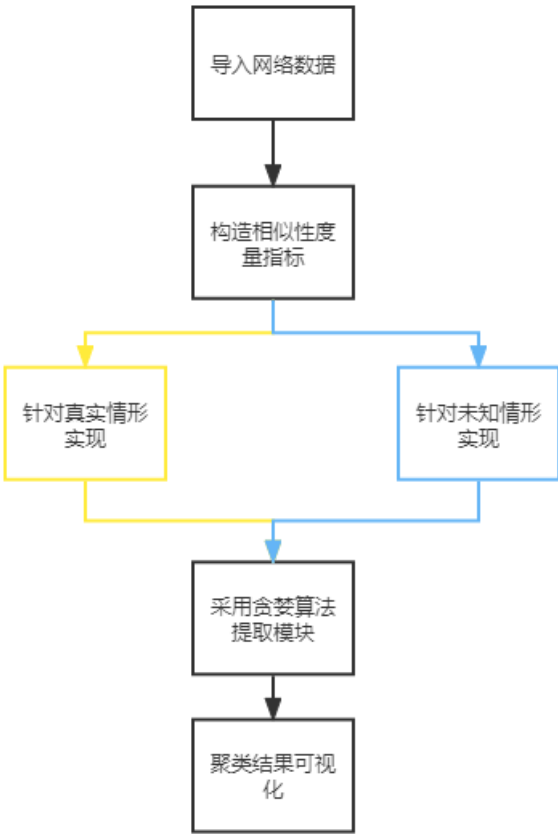 导入网络数据
构造相似性度
量指标
针对真实情形
实现
针对未知情形
实现
采用贪婪算法
提取模块
聚类结果可视
化